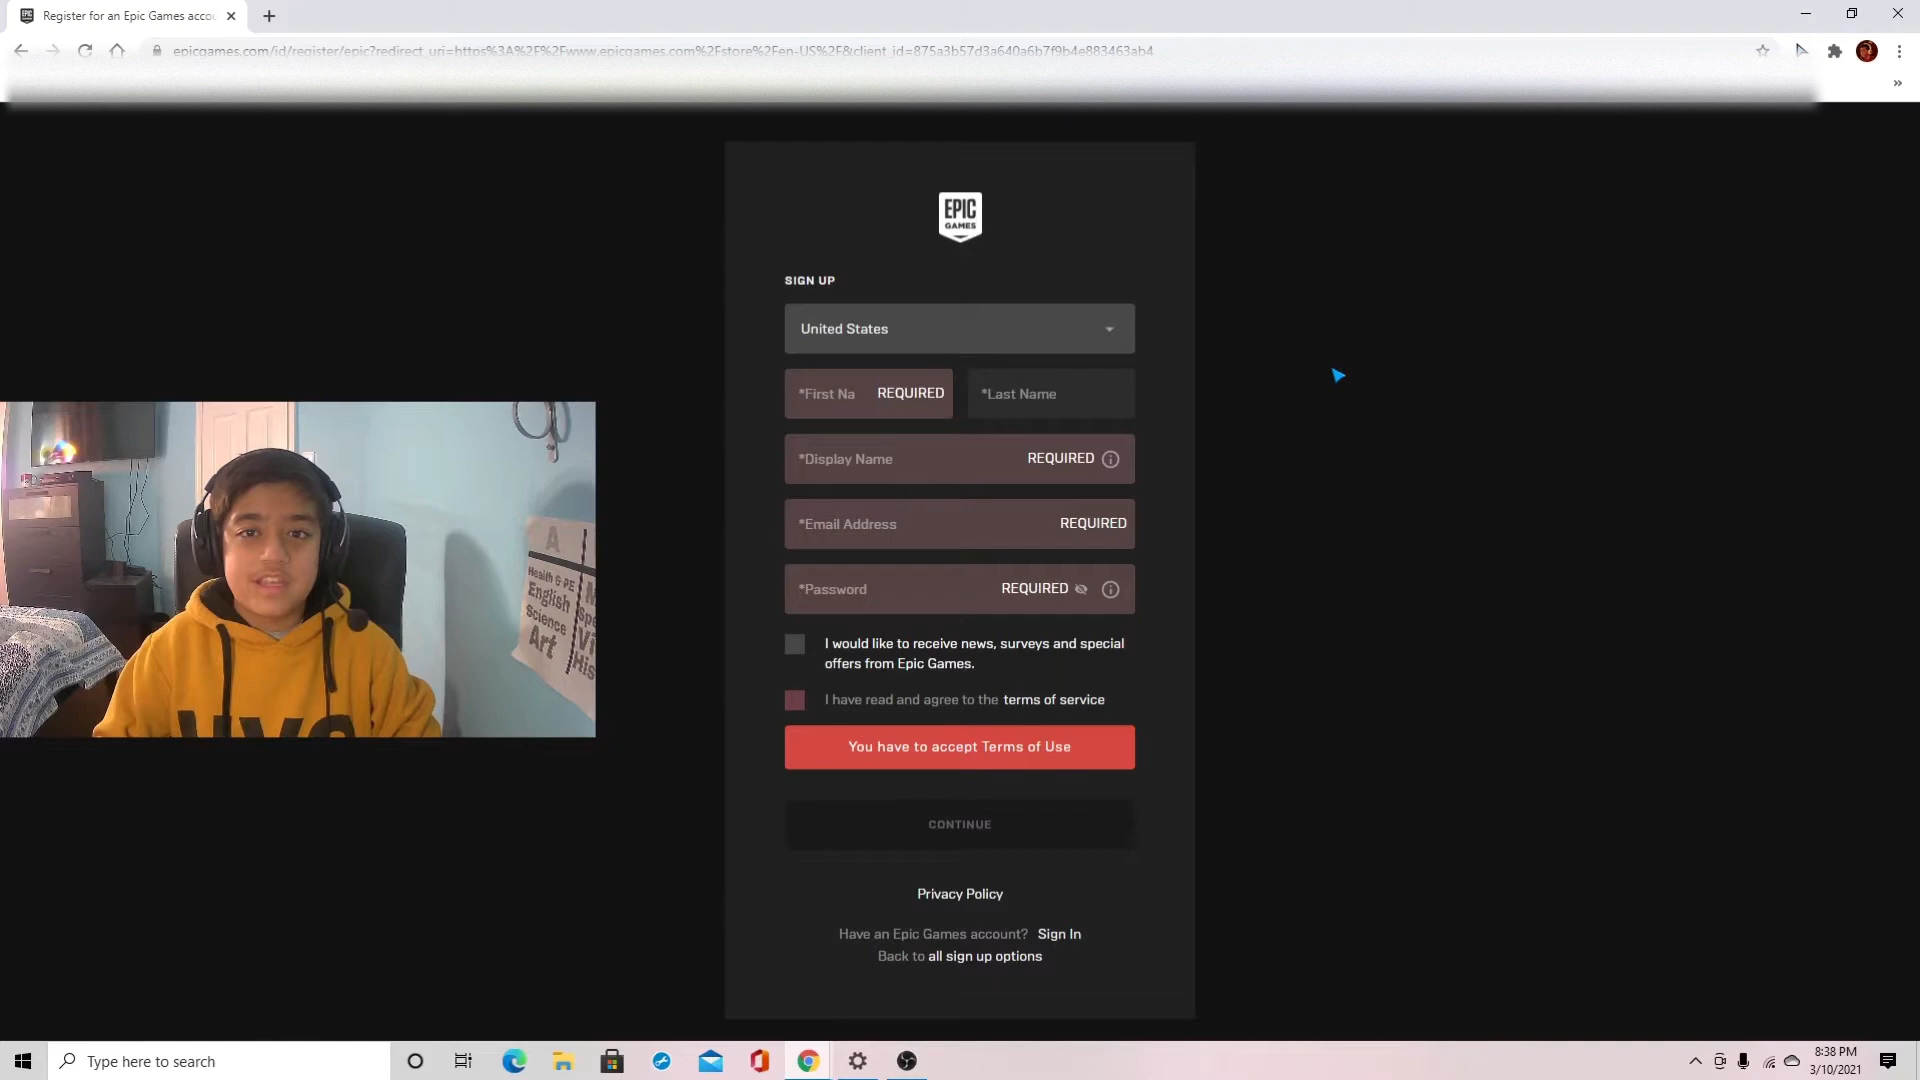 Register for an Epic Games accou
epicgames.com/id/register/epic?redirect_uri=https%3A%2F%2Fwww.epicgames.com%2Fstore%2Fen-US%2F&client_id=875a3b57d3a640a6b7f9b4e883463ab4
EPIC
GAMES
SIGN UP
United States
*First Na REQUIRED *Last Name
*Display Name REQUIRED
*Email Address REQUIRED
*Password REQUIRED
I would like to receive news, surveys and special
offers from Epic Games.
I have read and agree to the terms of service
You have to accept Terms of Use
CONTINUE
Privacy Policy
Have an Epic Games account? Sign In
Back to all sign up options
A
Health & PE
English
Science
Art
M
Spe
Vi
His
Type here to search
8:38 PM
3/10/2021